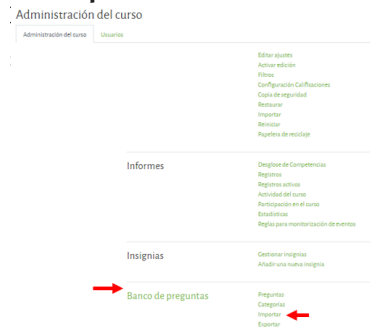 Administración del curso
Administración del curso
Usuarios
Editar ajustes
Activar edición
Filtros
Configuración Calificaciones
Copia de seguridad
Restaurar
Importar
Reiniciar
Papelera de reciclaje
Informes
Desglose de Competencias
Registros
Registros activos
Actividad del curso
Participación en el curso
Estadísticas
Reglas para monitorización de eventos
Insignias
Gestionar insignias
Añadir una nueva insignia
Banco de preguntas
Preguntas
Categorías
Importar
Exportar